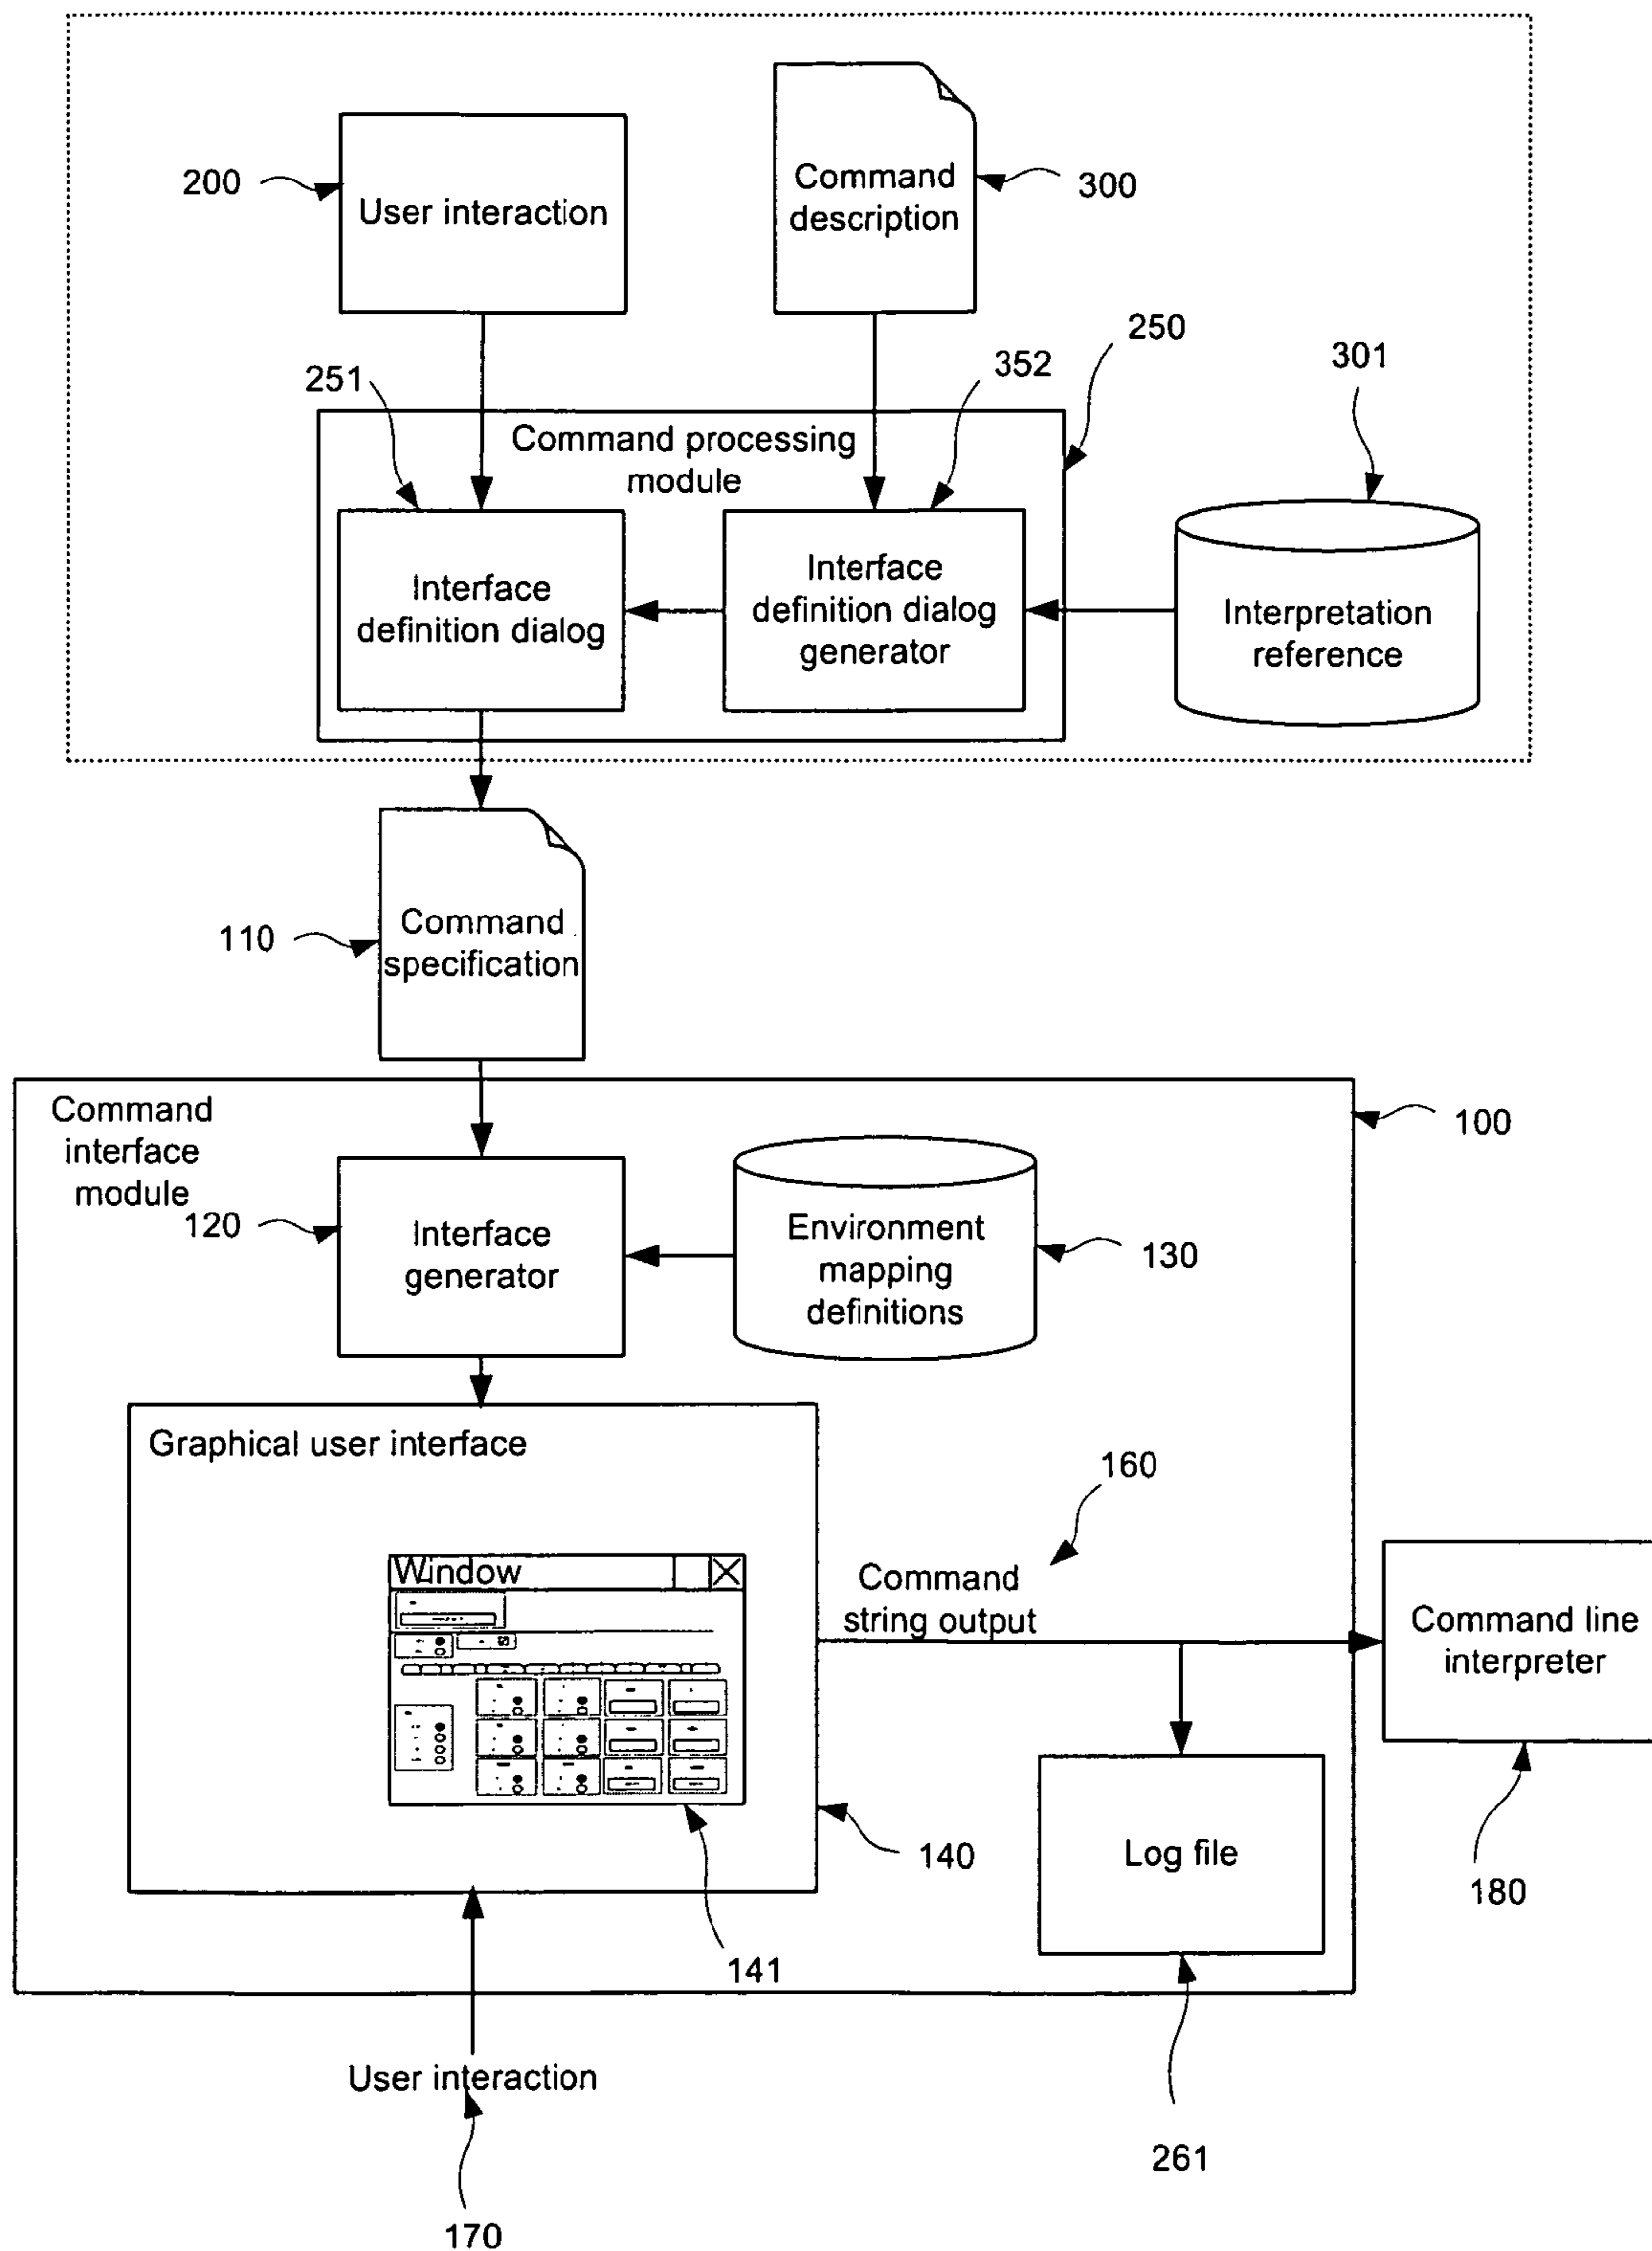 Command
description
200
300
User interaction
250
301
251
352
Command processing
module
Interface
definition dialog
Interface
definition dialog
generator
Interpretation
reference
Command
specification
110
Command
interface
module
100
120
Interface
generator
Environment
mapping
definitions
130
Graphical user interface
160
Window
Command
string output
Command line
interpreter
Log file
140
180
141
User interaction
261
170